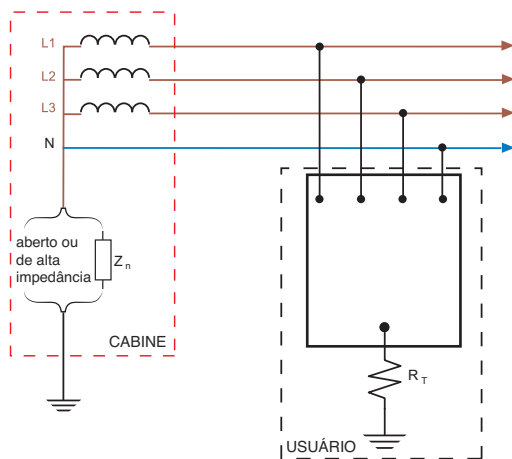 L1
L2
L3
N
aberto ou
de alta
impedância
Z n
CABINE
R T
USUÁRIO